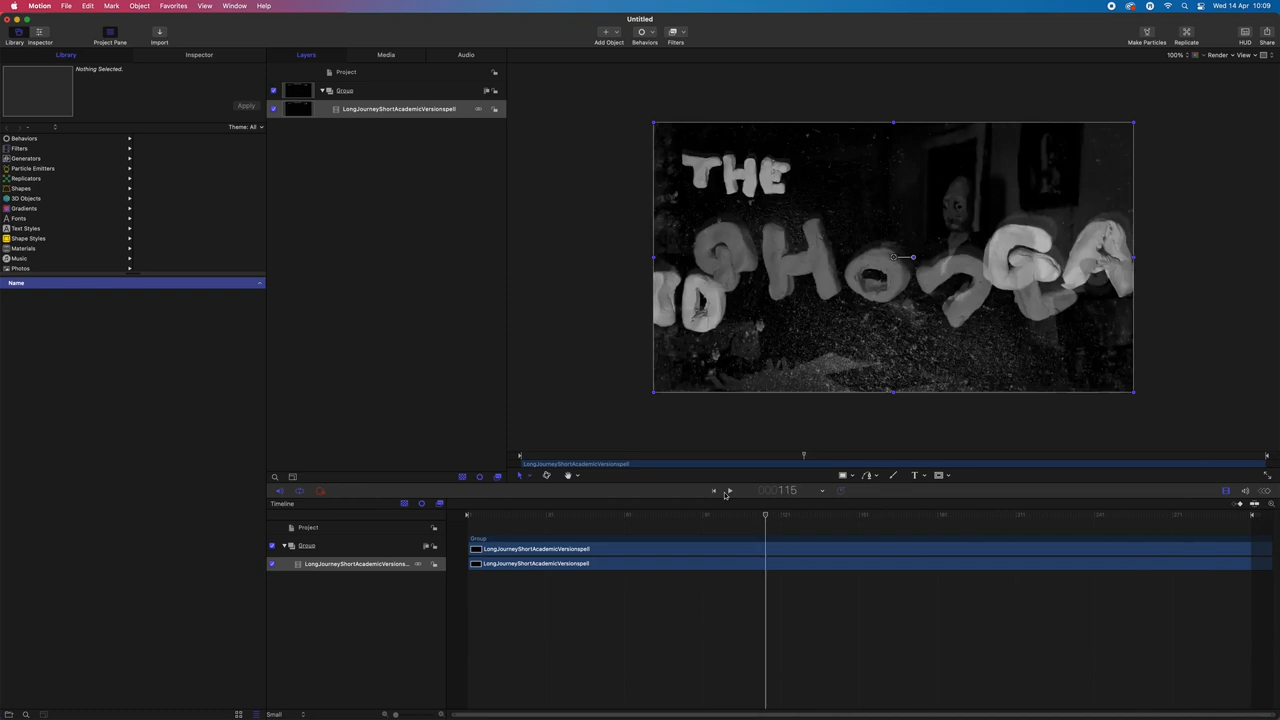 Motion File Edit Mark Object Favorites View Window Help
Wed 14 Apr 10:09
Untitled
Library Inspector Project Pane Import
Add Object Behaviors Filters
Make Particles Replicate HUD Share
Library Inspector
Layers Media Audio
100% Render View
Nothing Selected.
Apply
Theme: All
Project
Group
LongJourneyShortAcademicVersionspell
Behaviors
Filters
Generators
Particle Emitters
Replicators
Shapes
3D Objects
Gradients
Fonts
Text Styles
Shape Styles
Materials
Music
Photos
Name
THE
LongJourneyShortAcademicVersionspell
000115
Timeline
Project
Group
LongJourneyShortAcademicVersions...
Group
LongJourneyShortAcademicVersionspell
LongJourneyShortAcademicVersionspell
Small